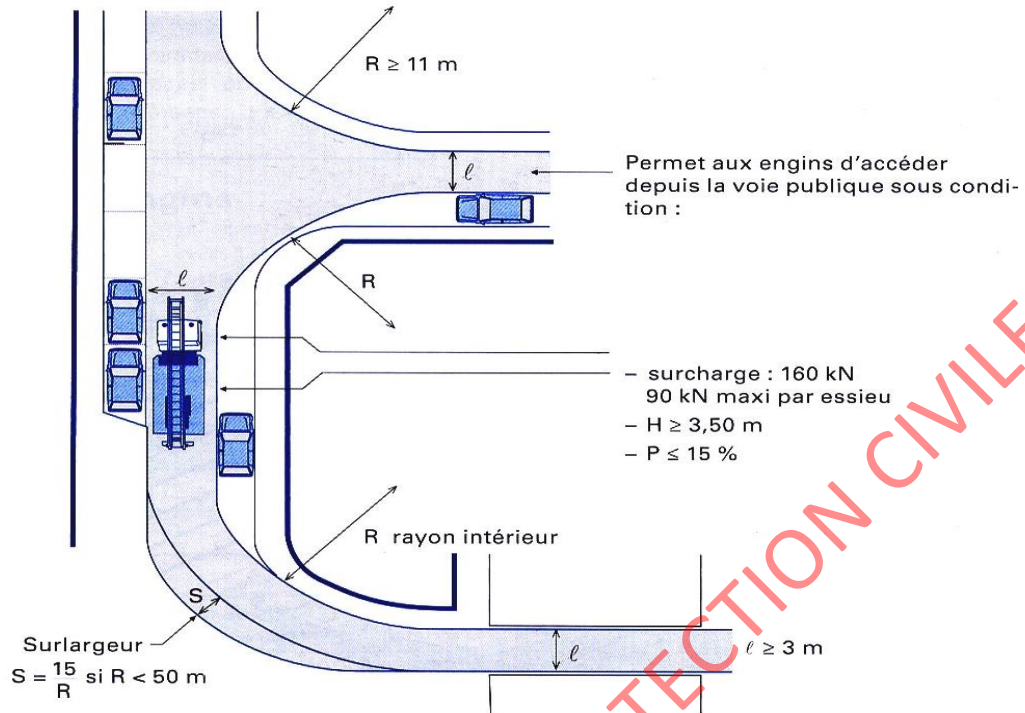 R ≥ 11 m
ℓ
Permet aux engins d'accéder
depuis la voie publique sous condi-
tion :
R
ℓ
– surcharge : 160 kN
90 kN maxi par essieu
– H ≥ 3,50 m
– P ≤ 15 %
R rayon intérieur
S
Surlargeur
S = 15/R si R < 50 m
ℓ
ℓ ≥ 3 m
TECTION CIVILE